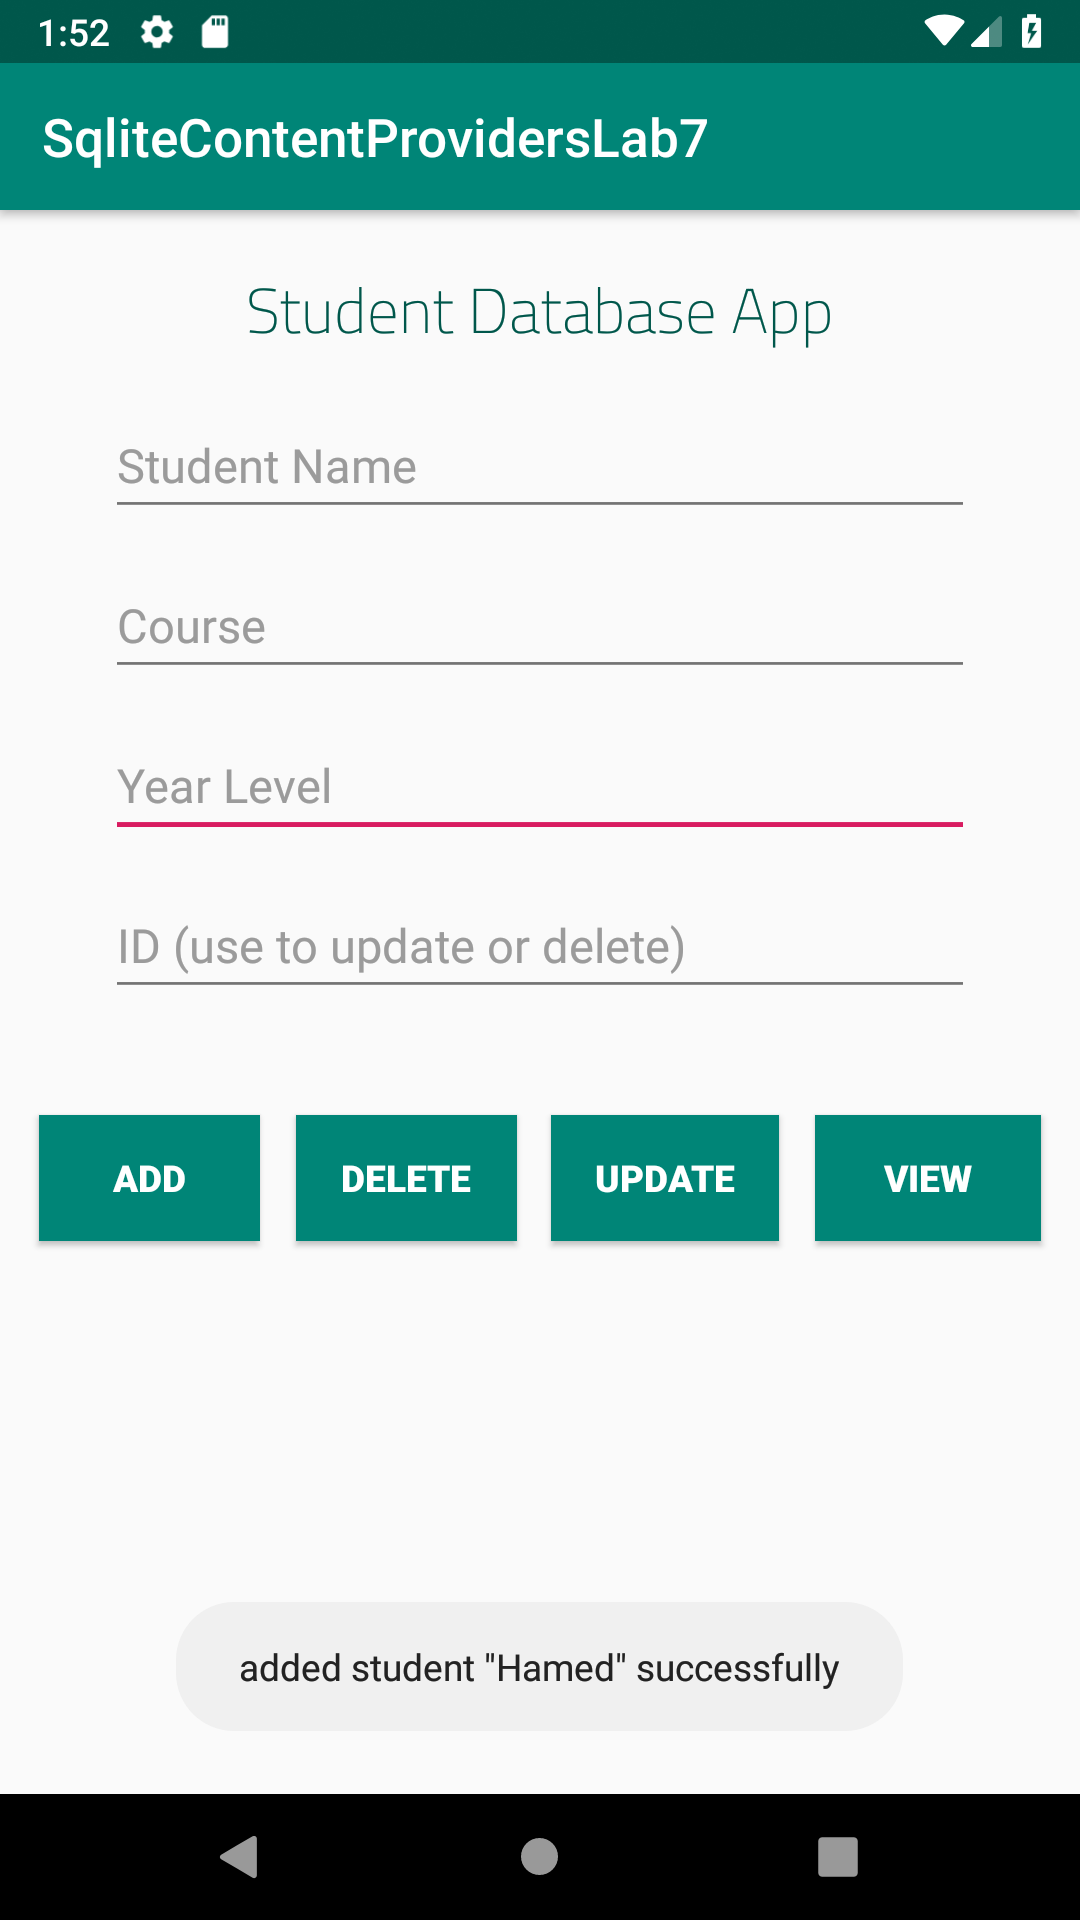 1:52
SqliteContentProvidersLab7
Student Database App
Student Name
Course
Year Level
ID (use to update or delete)
ADD DELETE UPDATE VIEW
added student "Hamed" successfully